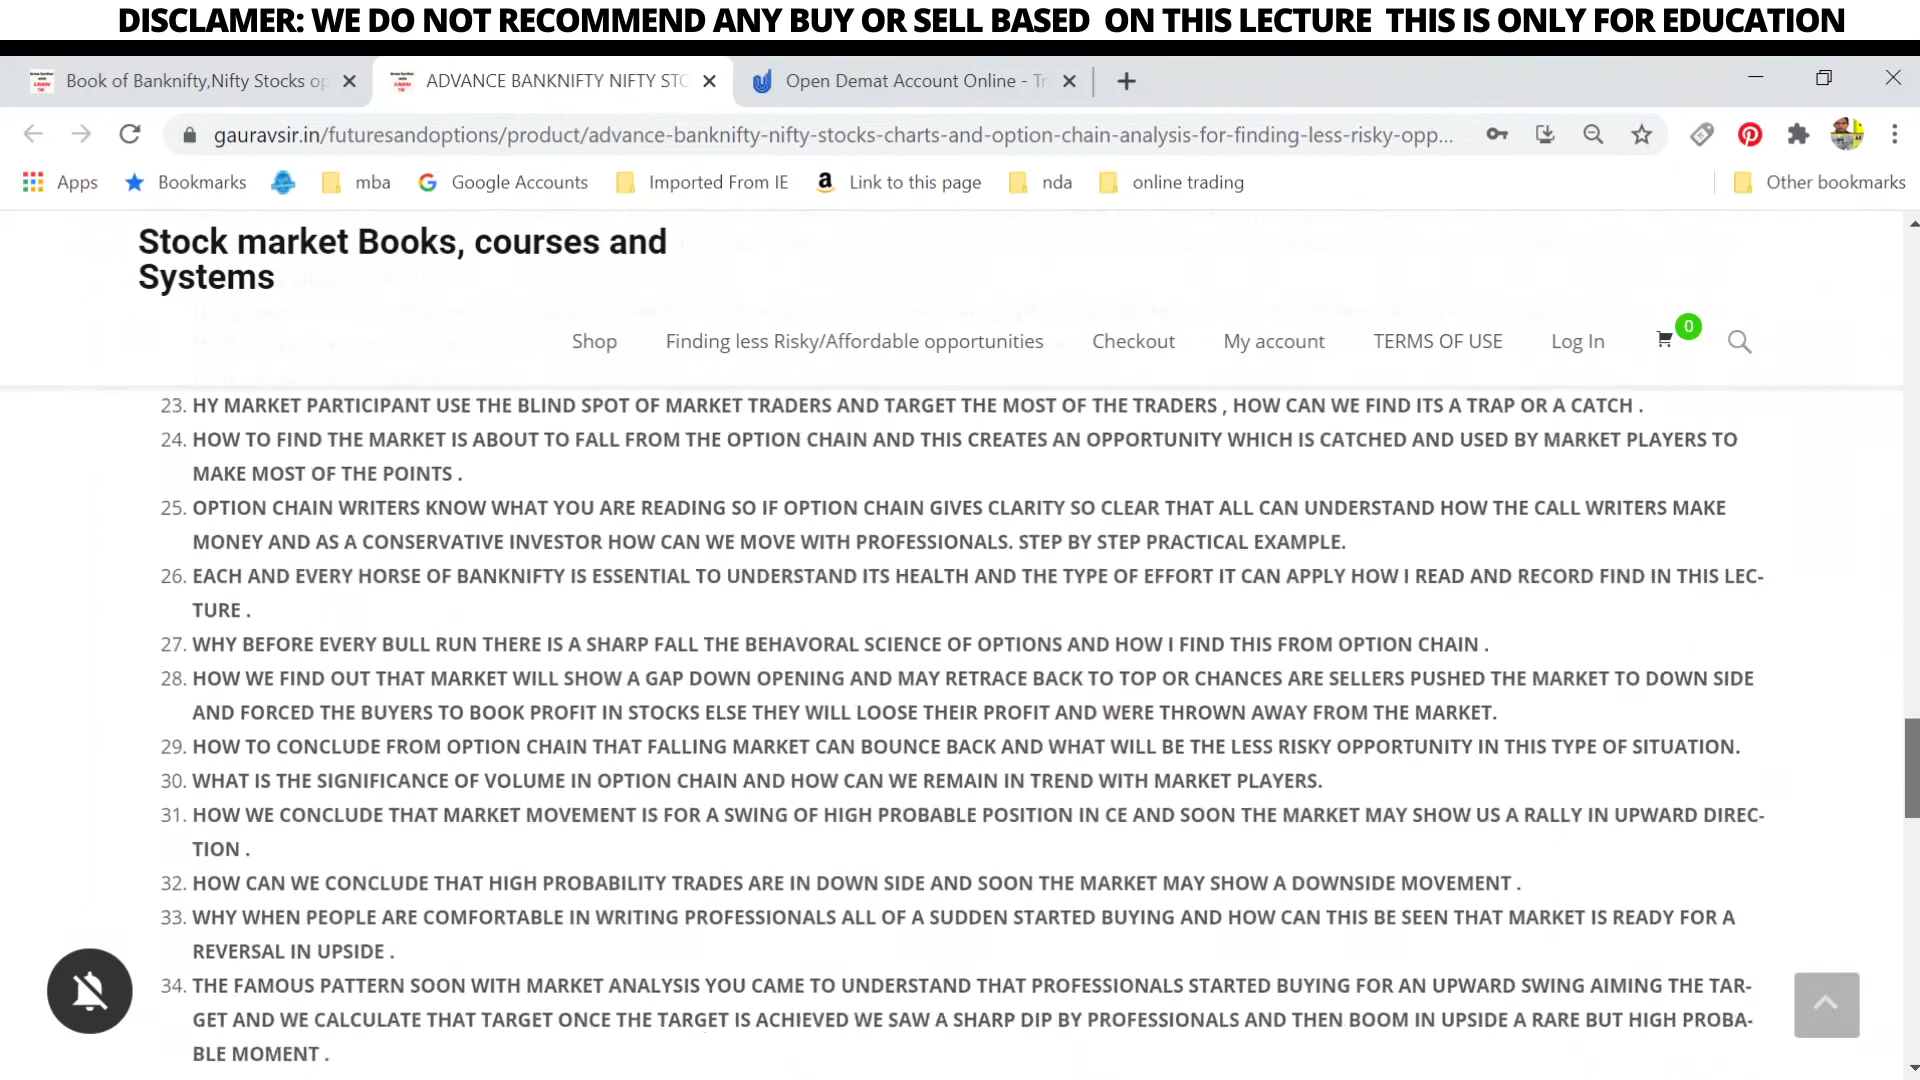 DISCLAMER: WE DO NOT RECOMMEND ANY BUY OR SELL BASED ON THIS LECTURE THIS IS ONLY FOR EDUCATION
Book of Banknifty,Nifty Stocks op
ADVANCE BANKNIFTY NIFTY STO
Open Demat Account Online - Tr
gauravsir.in/futuresandoptions/product/advance-banknifty-nifty-stocks-charts-and-option-chain-analysis-for-finding-less-risky-opp...
Apps
Bookmarks
mba
Google Accounts
Imported From IE
Link to this page
nda
online trading
Other bookmarks
Stock market Books, courses and
Systems
Shop
Finding less Risky/Affordable opportunities
Checkout
My account
TERMS OF USE
Log In
0
23. HY MARKET PARTICIPANT USE THE BLIND SPOT OF MARKET TRADERS AND TARGET THE MOST OF THE TRADERS , HOW CAN WE FIND ITS A TRAP OR A CATCH .
24. HOW TO FIND THE MARKET IS ABOUT TO FALL FROM THE OPTION CHAIN AND THIS CREATES AN OPPORTUNITY WHICH IS CATCHED AND USED BY MARKET PLAYERS TO
MAKE MOST OF THE POINTS .
25. OPTION CHAIN WRITERS KNOW WHAT YOU ARE READING SO IF OPTION CHAIN GIVES CLARITY SO CLEAR THAT ALL CAN UNDERSTAND HOW THE CALL WRITERS MAKE
MONEY AND AS A CONSERVATIVE INVESTOR HOW CAN WE MOVE WITH PROFESSIONALS. STEP BY STEP PRACTICAL EXAMPLE.
26. EACH AND EVERY HORSE OF BANKNIFTY IS ESSENTIAL TO UNDERSTAND ITS HEALTH AND THE TYPE OF EFFORT IT CAN APPLY HOW I READ AND RECORD FIND IN THIS LEC-
TURE .
27. WHY BEFORE EVERY BULL RUN THERE IS A SHARP FALL THE BEHAVORAL SCIENCE OF OPTIONS AND HOW I FIND THIS FROM OPTION CHAIN .
28. HOW WE FIND OUT THAT MARKET WILL SHOW A GAP DOWN OPENING AND MAY RETRACE BACK TO TOP OR CHANCES ARE SELLERS PUSHED THE MARKET TO DOWN SIDE
AND FORCED THE BUYERS TO BOOK PROFIT IN STOCKS ELSE THEY WILL LOOSE THEIR PROFIT AND WERE THROWN AWAY FROM THE MARKET.
29. HOW TO CONCLUDE FROM OPTION CHAIN THAT FALLING MARKET CAN BOUNCE BACK AND WHAT WILL BE THE LESS RISKY OPPORTUNITY IN THIS TYPE OF SITUATION.
30. WHAT IS THE SIGNIFICANCE OF VOLUME IN OPTION CHAIN AND HOW CAN WE REMAIN IN TREND WITH MARKET PLAYERS.
31. HOW WE CONCLUDE THAT MARKET MOVEMENT IS FOR A SWING OF HIGH PROBABLE POSITION IN CE AND SOON THE MARKET MAY SHOW US A RALLY IN UPWARD DIREC-
TION .
32. HOW CAN WE CONCLUDE THAT HIGH PROBABILITY TRADES ARE IN DOWN SIDE AND SOON THE MARKET MAY SHOW A DOWNSIDE MOVEMENT .
33. WHY WHEN PEOPLE ARE COMFORTABLE IN WRITING PROFESSIONALS ALL OF A SUDDEN STARTED BUYING AND HOW CAN THIS BE SEEN THAT MARKET IS READY FOR A
REVERSAL IN UPSIDE .
34. THE FAMOUS PATTERN SOON WITH MARKET ANALYSIS YOU CAME TO UNDERSTAND THAT PROFESSIONALS STARTED BUYING FOR AN UPWARD SWING AIMING THE TAR-
GET AND WE CALCULATE THAT TARGET ONCE THE TARGET IS ACHIEVED WE SAW A SHARP DIP BY PROFESSIONALS AND THEN BOOM IN UPSIDE A RARE BUT HIGH PROBA-
BLE MOMENT .